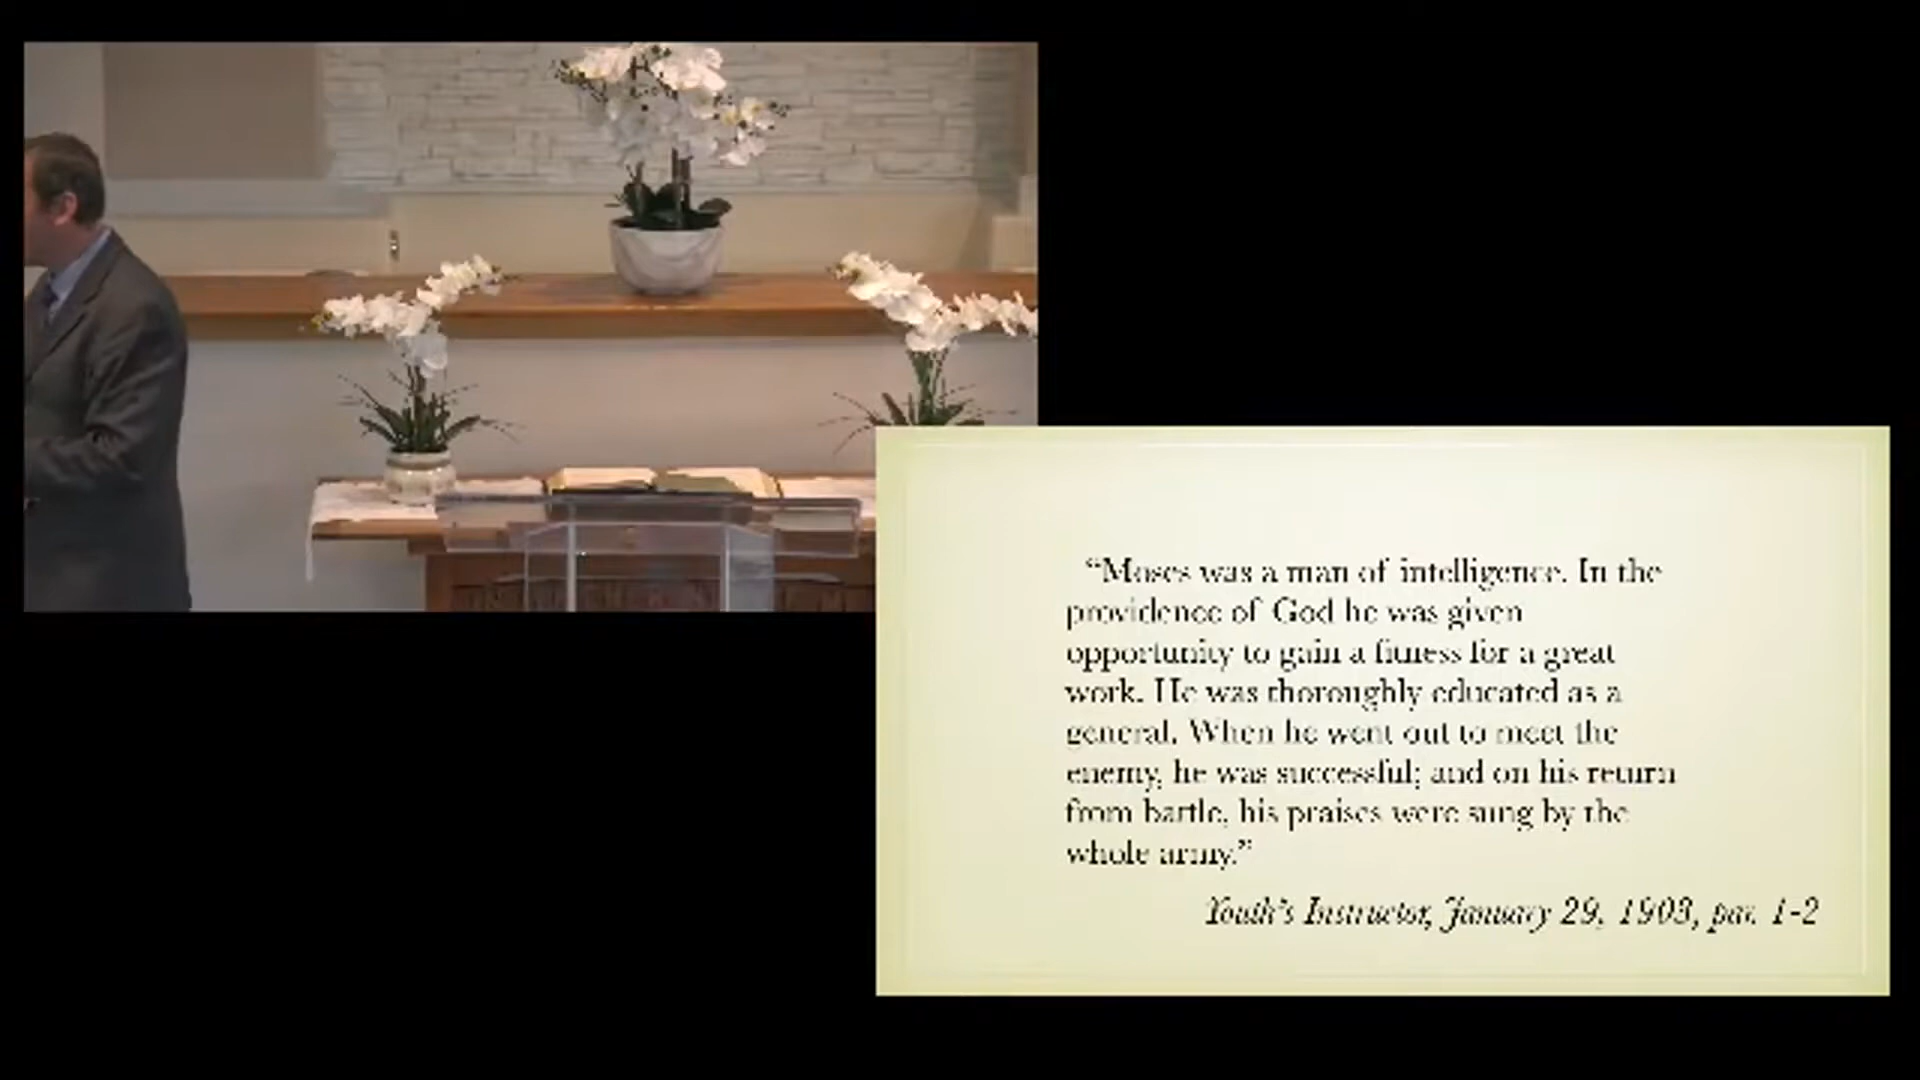 “Moses was a man of intelligence. In the
providence of God he was given
opportunity to gain a fitness for a great
work. He was thoroughly educated as a
general. When he went out to meet the
enemy, he was successful; and on his return
from battle, his praises were sung by the
whole army.”
Youth's Instructor, January 29, 1903, par. 1-2